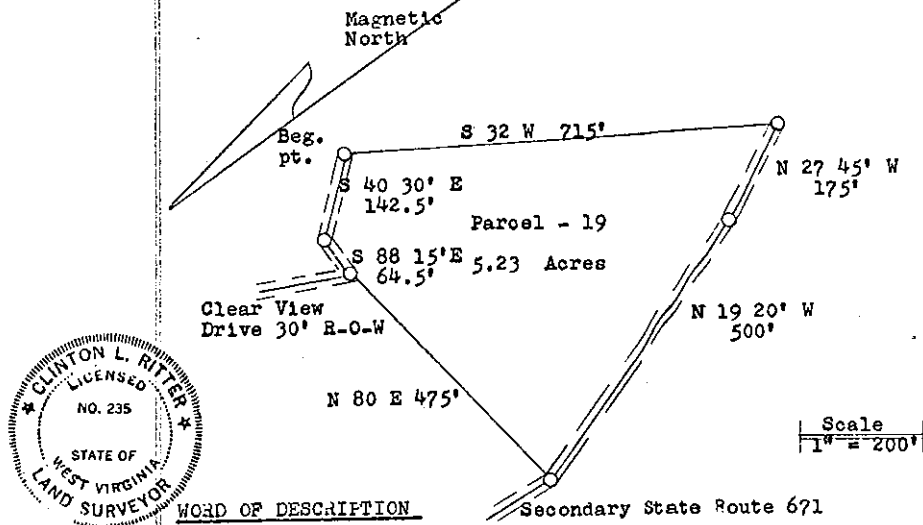 Magnetic
North
Beg.
pt.
S 32 W 715'
S 40 30' E
142.5'
N 27 45' W
175'
Parcel - 19
S 88 15'E
64.5'
5.23 Acres
Clear View
Drive 30' R-O-W
N 19 20' W
500'
N 80 E 475'
CLINTON L. RITTER
LICENSED
NO. 235
STATE OF
WEST VIRGINIA
LAND SURVEYOR
Scale
1" = 200'
WORD OF DESCRIPTION
Secondary State Route 671